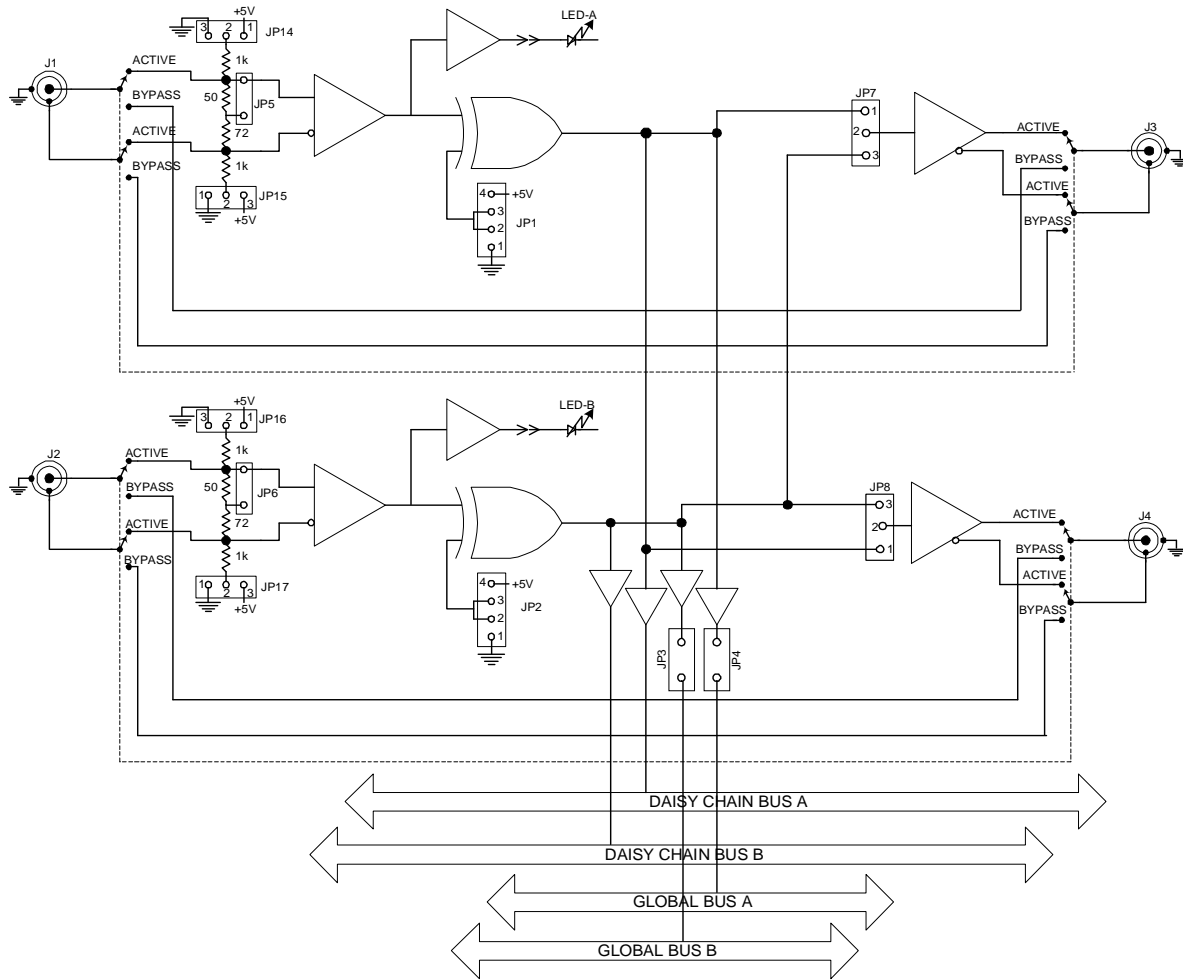 +5V
3 2 1 JP14
LED-A
1k
J1
ACTIVE
BYPASS
50
JP5
ACTIVE
72
BYPASS
1k
1 2 3 JP15
+5V
4 +5V
3
2 JP1
1
JP7
1
2
3
ACTIVE
J3
BYPASS
ACTIVE
BYPASS
+5V
3 2 1 JP16
LED-B
1k
J2
ACTIVE
BYPASS
50
JP6
ACTIVE
72
BYPASS
1k
1 2 3 JP17
+5V
4 +5V
3
2 JP2
1
JP8
3
2
1
ACTIVE
J4
BYPASS
ACTIVE
BYPASS
JP3
JP4
DAISY CHAIN BUS A
DAISY CHAIN BUS B
GLOBAL BUS A
GLOBAL BUS B